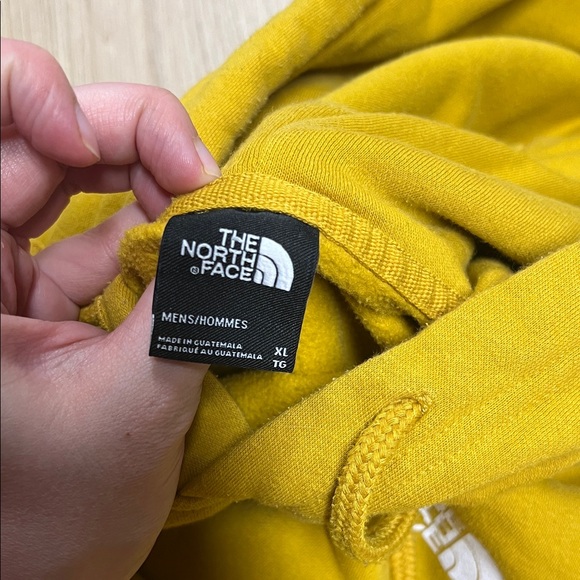 THE
NORTH
FACE
MENS/HOMMES
MADE IN GUATEMALA XL
FABRIQUÉ AU GUATEMALA TG